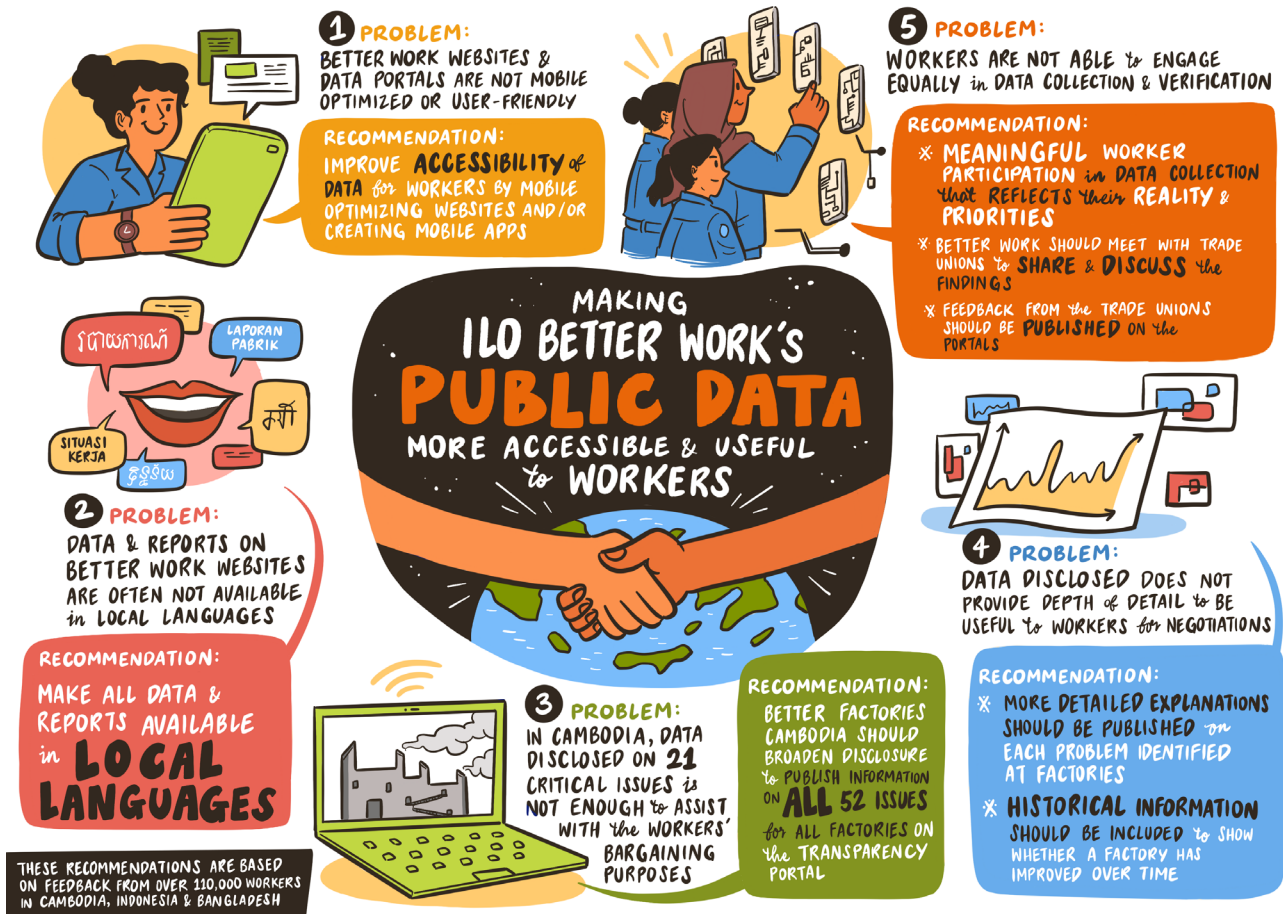 MAKING
ILO BETTER WORK'S
PUBLIC DATA
MORE ACCESSIBLE & USEFUL
to WORKERS
1 PROBLEM:
BETTER WORK WEBSITES &
DATA PORTALS ARE NOT MOBILE
OPTIMIZED OR USER-FRIENDLY
RECOMMENDATION:
IMPROVE ACCESSIBILITY of
DATA for WORKERS BY MOBILE
OPTIMIZING WEBSITES AND/OR
CREATING MOBILE APPS
របាយការណ៍
LAPORAN
PABRIK
SITUASI
KERJA
ទិន្នន័យ
2 PROBLEM:
DATA & REPORTS ON
BETTER WORK WEBSITES
ARE OFTEN NOT AVAILABLE
in LOCAL LANGUAGES
RECOMMENDATION:
MAKE ALL DATA &
REPORTS AVAILABLE
in LOCAL
LANGUAGES
3 PROBLEM:
IN CAMBODIA, DATA
DISCLOSED ON 21
CRITICAL ISSUES is
NOT ENOUGH to ASSIST
WITH the WORKERS'
BARGAINING
PURPOSES
RECOMMENDATION:
BETTER FACTORIES
CAMBODIA SHOULD
BROADEN DISCLOSURE
to PUBLISH INFORMATION
ON ALL 52 ISSUES
for ALL FACTORIES ON
the TRANSPARENCY
PORTAL
4 PROBLEM:
DATA DISCLOSED DOES NOT
PROVIDE DEPTH of DETAIL to BE
USEFUL to WORKERS for NEGOTIATIONS
RECOMMENDATION:
* MORE DETAILED EXPLANATIONS
SHOULD BE PUBLISHED on
EACH PROBLEM IDENTIFIED
AT FACTORIES
* HISTORICAL INFORMATION
SHOULD BE INCLUDED to SHOW
WHETHER A FACTORY HAS
IMPROVED OVER TIME
5 PROBLEM:
WORKERS ARE NOT ABLE to ENGAGE
EQUALLY in DATA COLLECTION & VERIFICATION
RECOMMENDATION:
* MEANINGFUL WORKER
PARTICIPATION in DATA COLLECTION
that REFLECTS their REALITY &
PRIORITIES
* BETTER WORK SHOULD MEET WITH TRADE
UNIONS to SHARE & DISCUSS the
FINDINGS
* FEEDBACK FROM the TRADE UNIONS
SHOULD BE PUBLISHED ON the
PORTALS
THESE RECOMMENDATIONS ARE BASED
ON FEEDBACK FROM OVER 110,000 WORKERS
IN CAMBODIA, INDONESIA & BANGLADESH